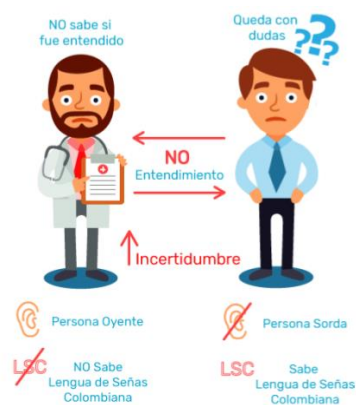 NO sabe si
fue entendido
Queda con
dudas
???
NO
Entendimiento
Incertidumbre
Persona Oyente
Persona Sorda
LSC
NO Sabe
Lengua de Señas
Colombiana
LSC
Sabe
Lengua de Señas
Colombiana